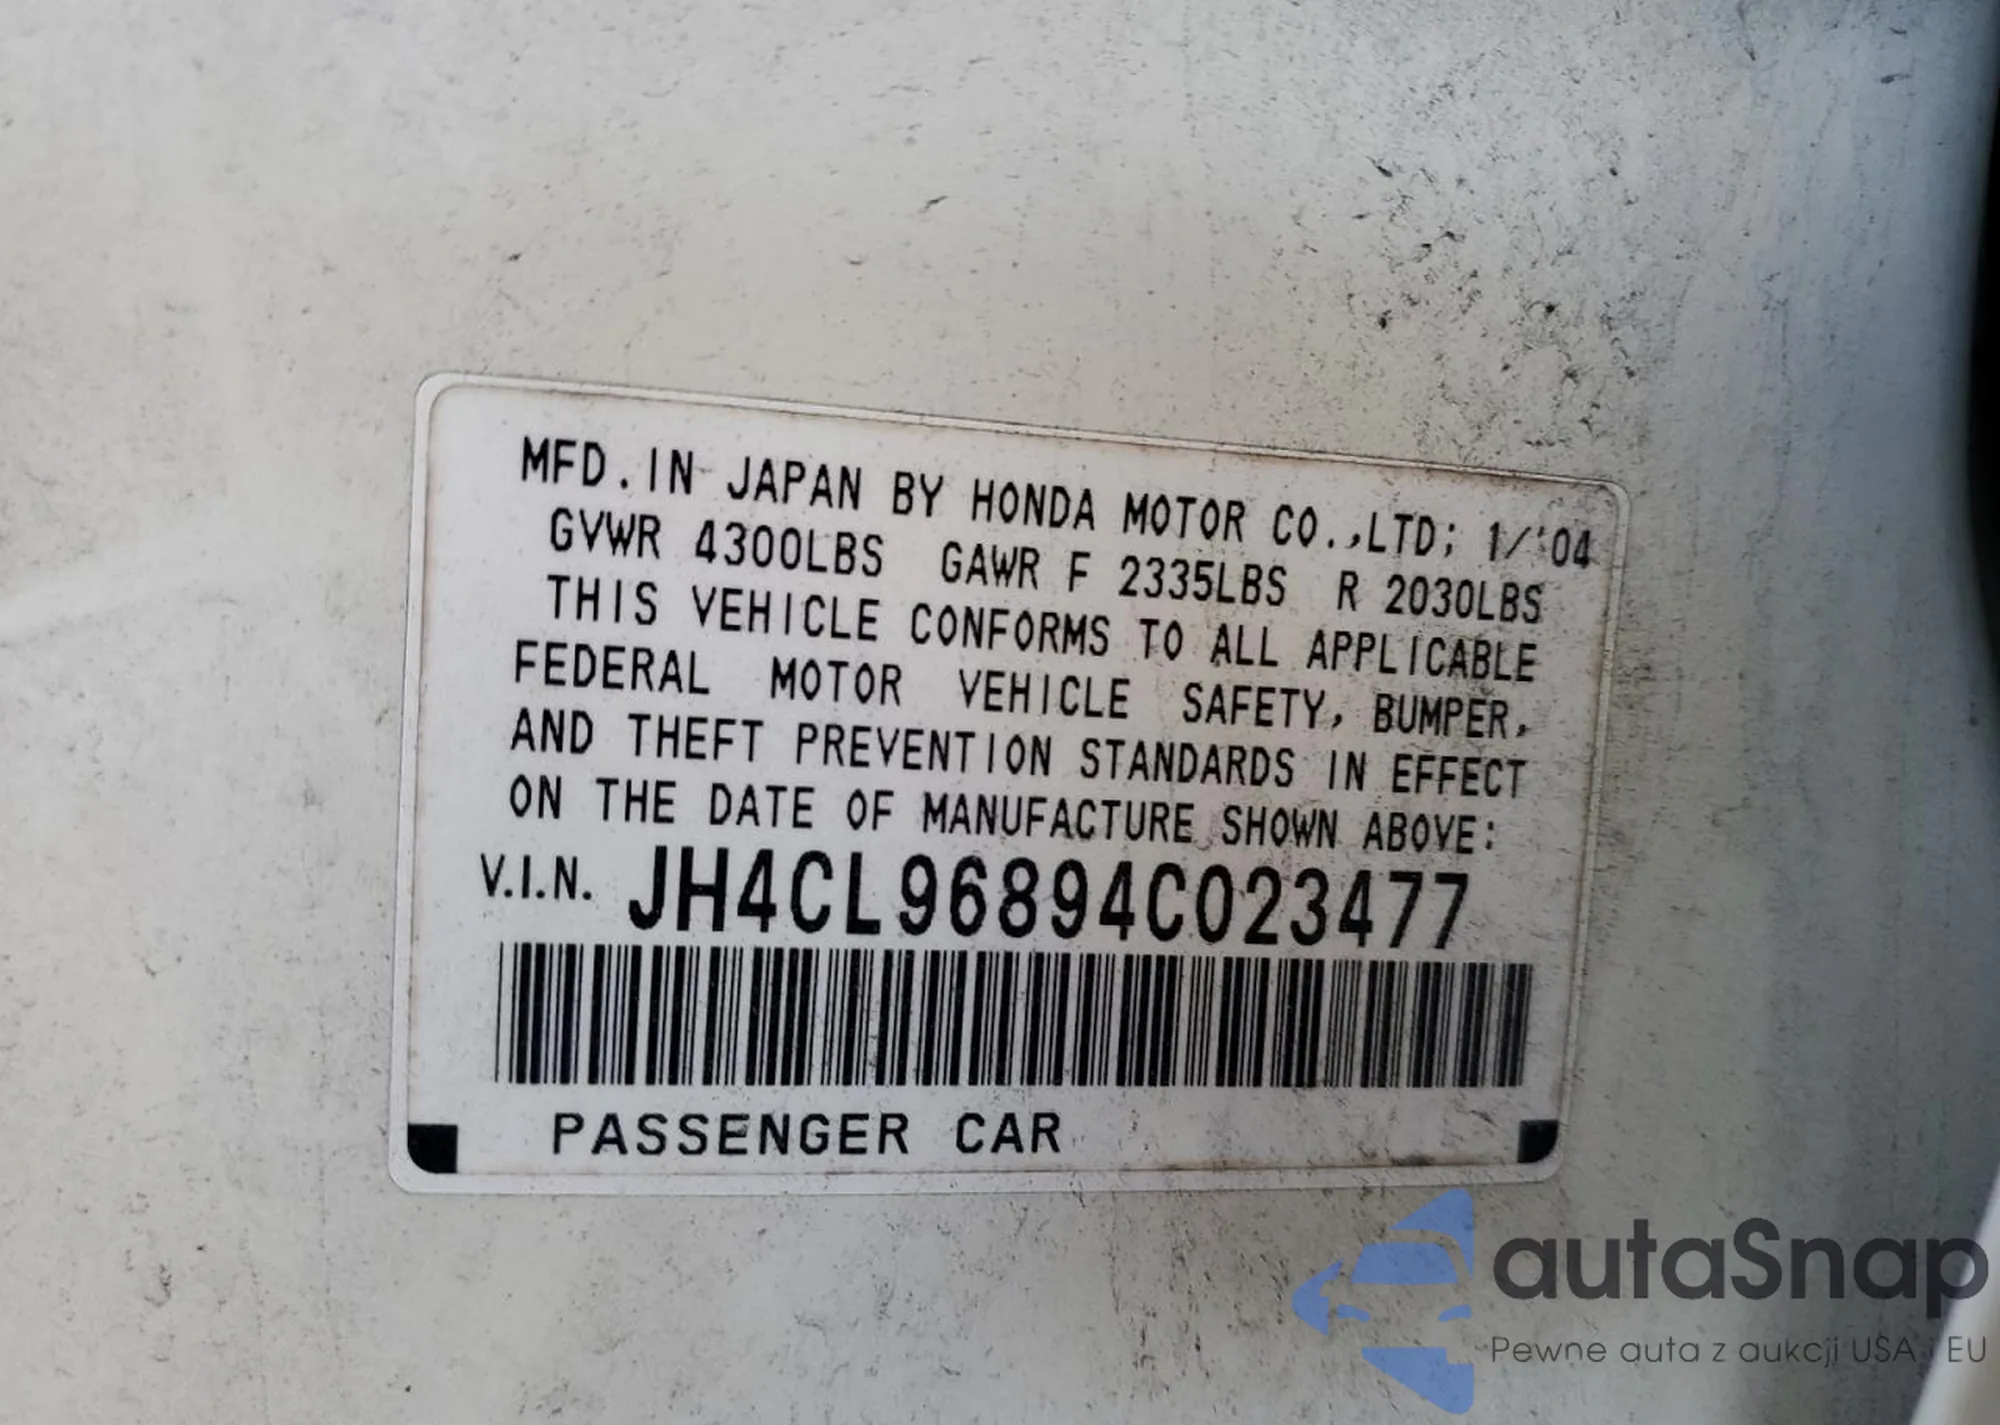 MFD. IN JAPAN BY HONDA MOTOR CO.,LTD; 1/'04
GVWR 4300LBS GAWR F 2335LBS R 2030LBS
THIS VEHICLE CONFORMS TO ALL APPLICABLE
FEDERAL MOTOR VEHICLE SAFETY, BUMPER,
AND THEFT PREVENTION STANDARDS IN EFFECT
ON THE DATE OF MANUFACTURE SHOWN ABOVE:
V.I.N. JH4CL96894C023477
PASSENGER CAR
autaSnap
Pewne auta z aukcji USA i EU